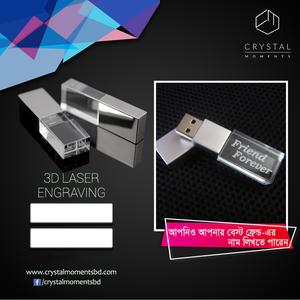 CRYSTAL
MOMENTS
3D LASER
ENGRAVING
Friend
Forever
আপনিও আপনার বেস্ট ফ্রেন্ড-এর
নাম লিখতে পারেন
www.crystalmomentsbd.com
/crystalmomentsbd